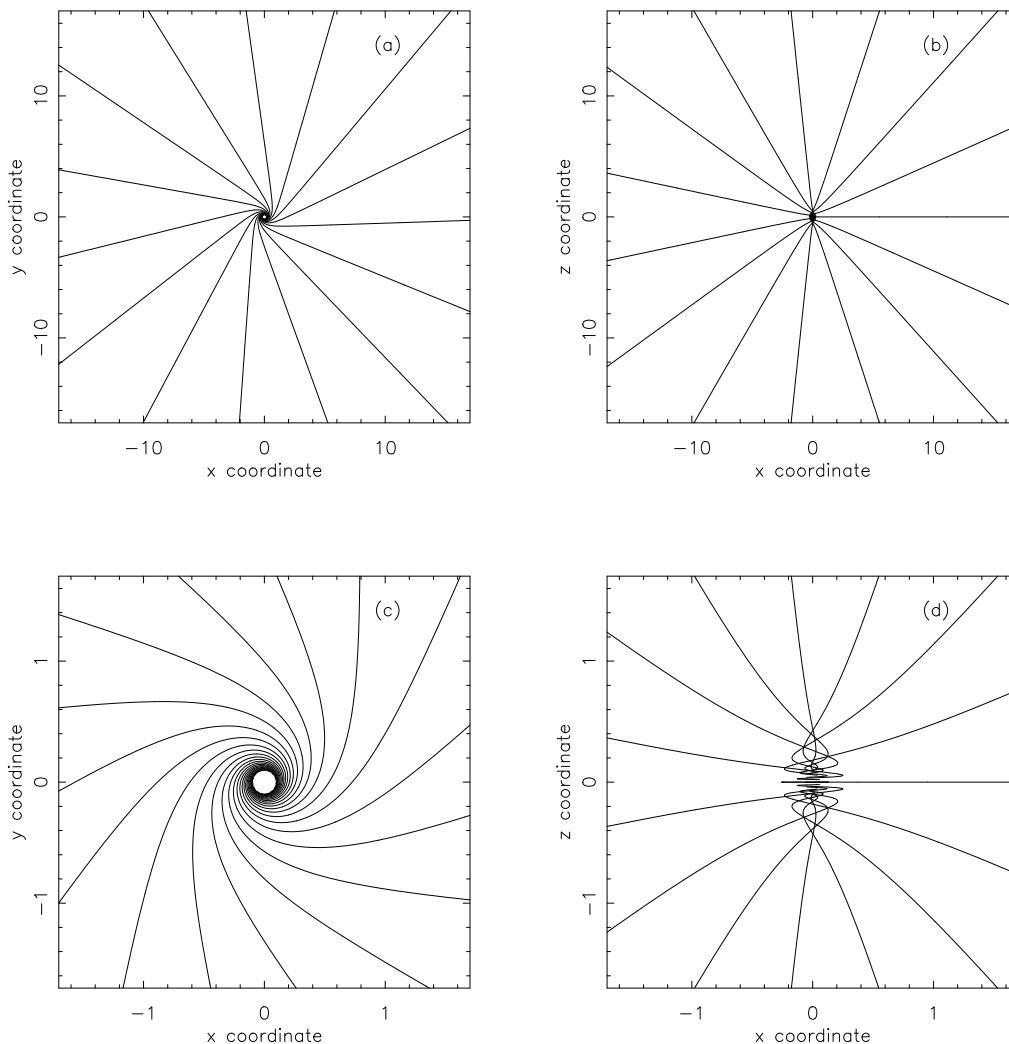 (a)
10
0
−10
y coordinate
−10 0 10
x coordinate
(b)
10
0
−10
z coordinate
−10 0 10
x coordinate
(c)
1
0
−1
y coordinate
−1 0 1
x coordinate
(d)
1
0
−1
z coordinate
−1 0 1
x coordinate